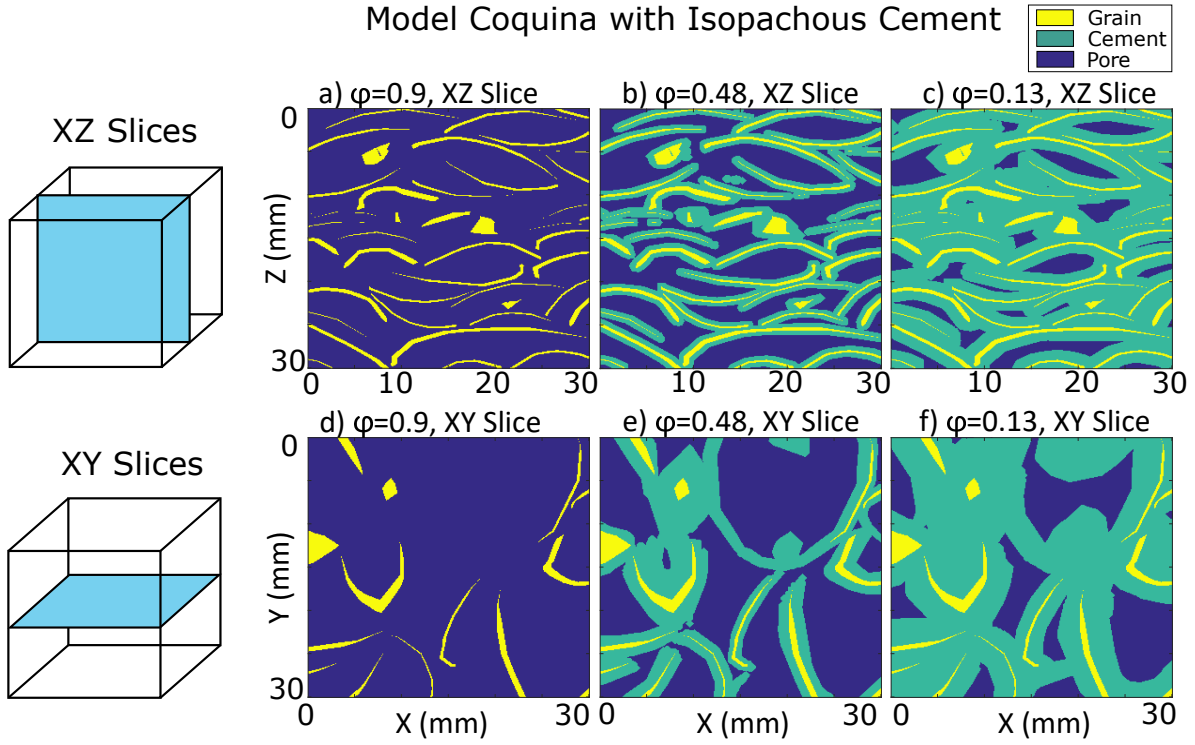 Model Coquina with Isopachous Cement
Grain
Cement
Pore
XZ Slices
a) φ=0.9, XZ Slice
b) φ=0.48, XZ Slice
c) φ=0.13, XZ Slice
Z (mm)
0
30
0 10 20 30
0 10 20 30
0 10 20 30
XY Slices
d) φ=0.9, XY Slice
e) φ=0.48, XY Slice
f) φ=0.13, XY Slice
Y (mm)
0
30
0 30
0 30
0 30
X (mm)
X (mm)
X (mm)